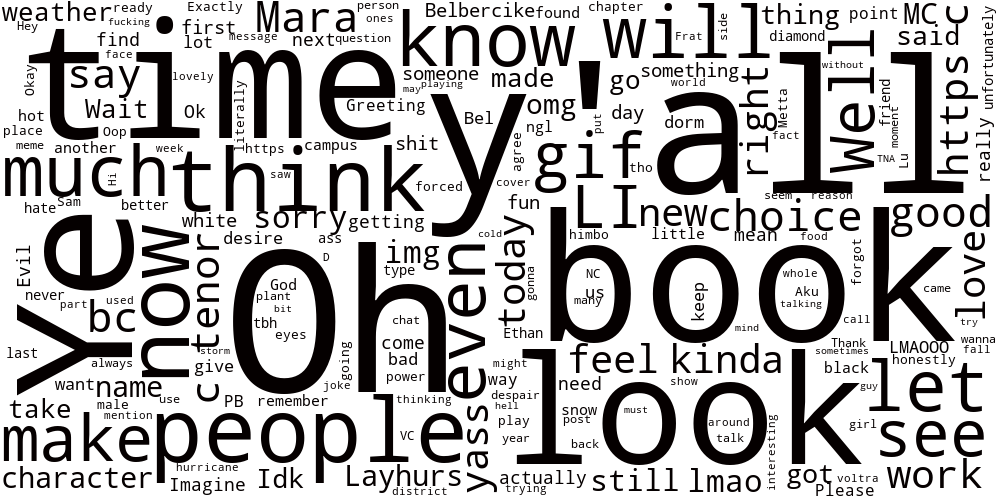 weather ready Exactly Mara person Belbercike found chapter thing point MC
Hey fucking first ones side diamond said unfortunately
find lot message next question know will Frat
face time
Okay say lovely someone made go something without Well https
literally may playing world right friend
Wait Ok Greeting omg day Metta moment
hot Bel put y'all
place Oop ngl dorm fact
meme another week https campus shit agree gif tho TNA Lu really
much Hi think saw forced cover seem reason
hate Sam better fun LI new choice good
white sorry getting
Ye now tenor desire ass cold today himbo little mean food forgot love
Evil D img even book
God type gonna NC whole
never part used plant us Aku came
bc bit many keep talking
tbh eyes Oh chat Ethan mind call try
last storm come feel kinda Thank LMAOOO wanna
always give going bad might sometimes honestly fall
want name c joke power way need show black guy let
male use PB remember thinking despair snow look must
take mention hell play post around girl see
make people VC yass year back talk interesting
character hurricane Imagine Idk Layhurs actually still lmao got voltra work
district trying Please